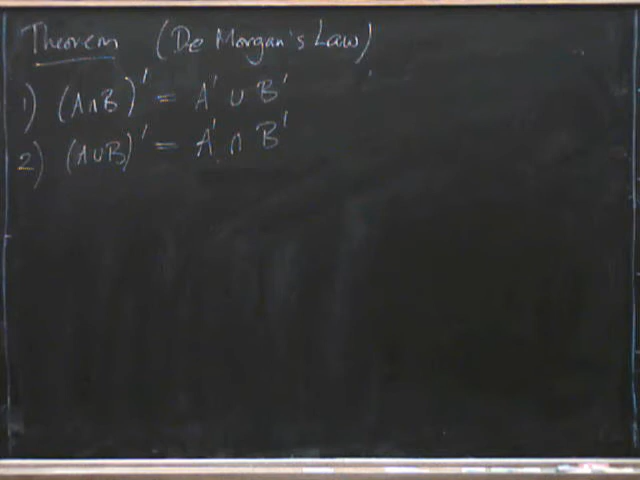 Theorem (De Morgan's Law)
1) (A∩B)' = A' ∪ B'
2) (A∪B)' = A' ∩ B'